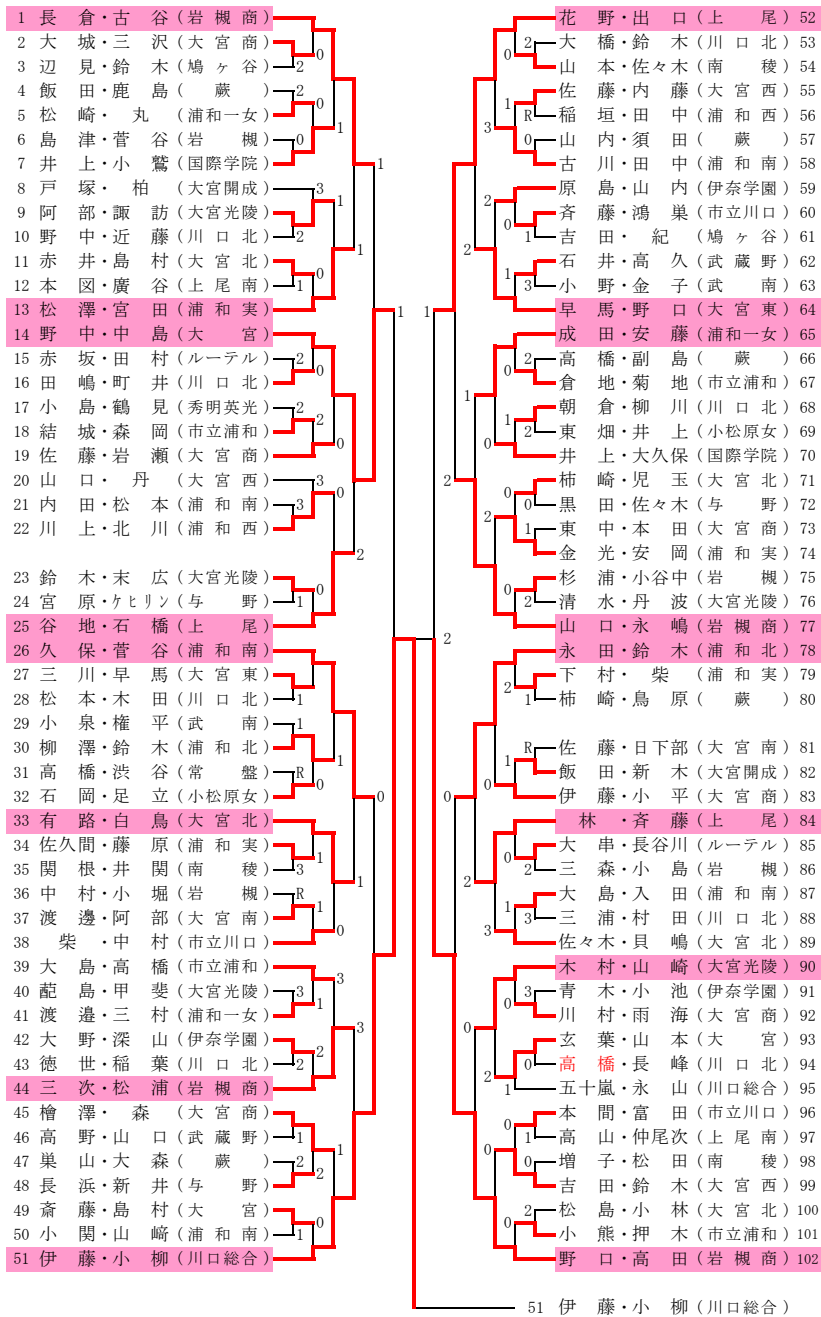 1 長倉・古谷(岩槻商)
2 大城・三沢(大宮商)
3 辺見・鈴木(鳩ヶ谷)
4 飯田・鹿島(蕨)
5 松崎・丸(浦和一女)
6 島津・菅谷(岩槻)
7 井上・小鷲(国際学院)
8 戸塚・柏(大宮開成)
9 阿部・諏訪(大宮光陵)
10 野中・近藤(川口北)
11 赤井・島村(大宮北)
12 本図・廣谷(上尾南)
13 松澤・宮田(浦和実)
14 野中・中島(大宮)
15 赤坂・田村(ルーテル)
16 田嶋・町井(川口北)
17 小島・鶴見(秀明英光)
18 結城・森岡(市立浦和)
19 佐藤・岩瀬(大宮商)
20 山口・丹(大宮西)
21 内田・松本(浦和南)
22 川上・北川(浦和西)
23 鈴木・末広(大宮光陵)
24 宮原・ケヒリン(与野)
25 谷地・石橋(上尾)
26 久保・菅谷(浦和南)
27 三川・早馬(大宮東)
28 松本・木田(川口北)
29 小泉・権平(武南)
30 柳澤・鈴木(浦和北)
31 高橋・渋谷(常盤)
32 石岡・足立(小松原女)
33 有路・白鳥(大宮北)
34 佐久間・藤原(浦和実)
35 関根・井関(南稜)
36 中村・小堀(岩槻)
37 渡邊・阿部(大宮南)
38 柴・中村(市立川口)
39 大島・高橋(市立浦和)
40 島・甲斐(大宮光陵)
41 渡邉・三村(浦和一女)
42 大野・深山(伊奈学園)
43 徳世・稲葉(川口北)
44 三次・松浦(岩槻商)
45 檜澤・森(大宮商)
46 高野・山口(武蔵野)
47 巣山・大森(蕨)
48 長浜・新井(与野)
49 斎藤・島村(大宮)
50 小関・山﨑(浦和南)
51 伊藤・小柳(川口総合)
花野・出口(上尾) 52
大橋・鈴木(川口北) 53
山本・佐々木(南稜) 54
佐藤・内藤(大宮西) 55
稲垣・田中(浦和西) 56
山内・須田(蕨) 57
古川・田中(浦和南) 58
原島・山内(伊奈学園) 59
斉藤・鴻巣(市立川口) 60
吉田・紀(鳩ヶ谷) 61
石井・高久(武蔵野) 62
小野・金子(武南) 63
早馬・野口(大宮東) 64
成田・安藤(浦和一女) 65
高橋・副島(蕨) 66
倉地・菊地(市立浦和) 67
朝倉・柳川(川口北) 68
東畑・井上(小松原女) 69
井上・大久保(国際学院) 70
柿崎・児玉(大宮北) 71
黒田・佐々木(与野) 72
東中・本田(大宮商) 73
金光・安岡(浦和実) 74
杉浦・小谷中(岩槻) 75
清水・丹波(大宮光陵) 76
山口・永嶋(岩槻商) 77
永田・鈴木(浦和北) 78
下村・柴(浦和実) 79
柿崎・鳥原(蕨) 80
佐藤・日下部(大宮南) 81
飯田・新木(大宮開成) 82
伊藤・小平(大宮商) 83
林・斉藤(上尾) 84
大串・長谷川(ルーテル) 85
三森・小島(岩槻) 86
大島・入田(浦和南) 87
三浦・村田(川口北) 88
佐々木・貝嶋(大宮北) 89
木村・山崎(大宮光陵) 90
青木・小池(伊奈学園) 91
川村・雨海(大宮商) 92
玄葉・山本(大宮) 93
高橋・長峰(川口北) 94
五十嵐・永山(川口総合) 95
本間・富田(市立川口) 96
高山・仲尾次(上尾南) 97
増子・松田(南稜) 98
吉田・鈴木(大宮西) 99
松島・小林(大宮北) 100
小熊・押木(市立浦和) 101
野口・高田(岩槻商) 102
51 伊藤・小柳(川口総合)